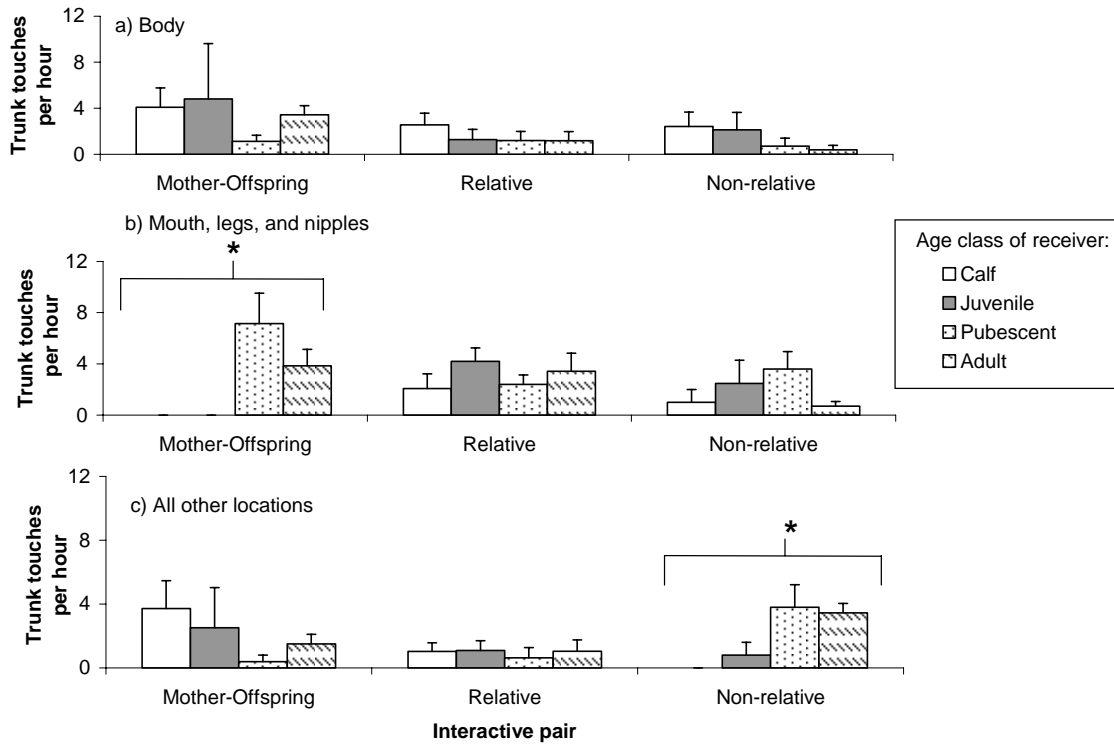 a) Body
Trunk touches
per hour
12
8
4
0
Mother-Offspring Relative Non-relative
b) Mouth, legs, and nipples
*
Trunk touches
per hour
12
8
4
0
Mother-Offspring Relative Non-relative
Age class of receiver:
Calf
Juvenile
Pubescent
Adult
c) All other locations
*
Trunk touches
per hour
12
8
4
0
Mother-Offspring Relative Non-relative
Interactive pair